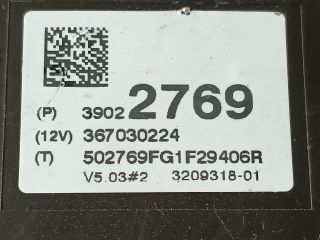 (P) 3902 2769
(12V) 367030224
(T) 502769FG1F29406R
V5.03#2 3209318-01